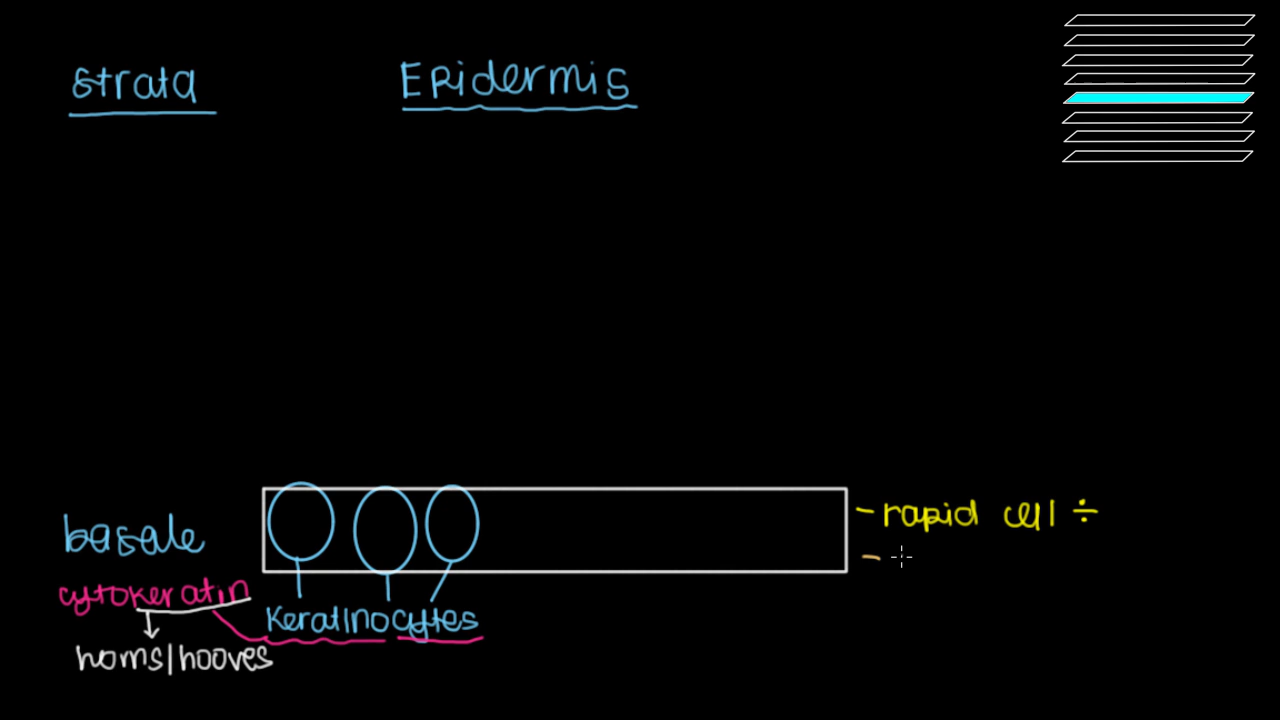 strata
Epidermis
basale
- rapid cell ÷
-
cytokeratin
Keratinocytes
horns/hooves